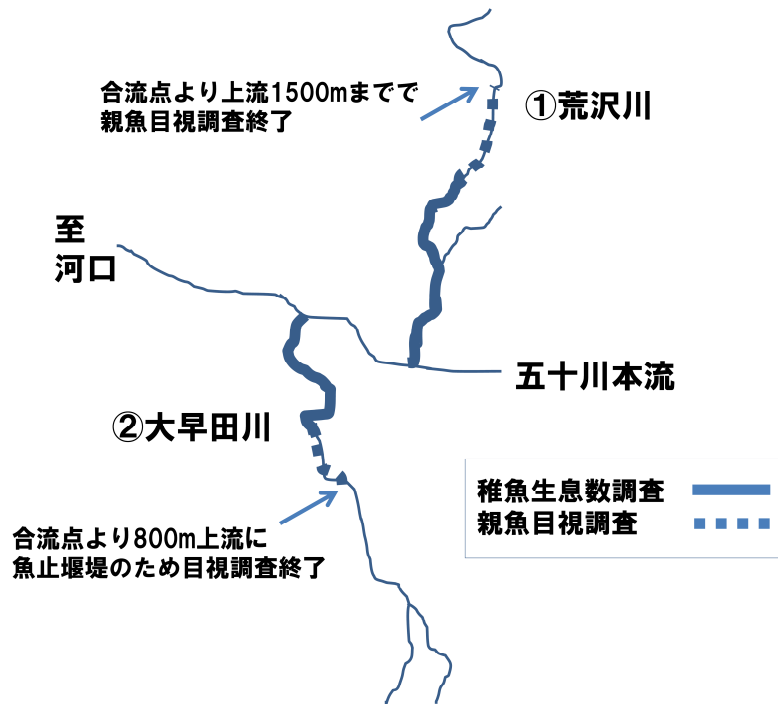 合流点より上流1500mまでで
親魚目視調査終了
①荒沢川
至
河口
五十川本流
②大早田川
稚魚生息数調査
親魚目視調査
合流点より800m上流に
魚止堰堤のため目視調査終了